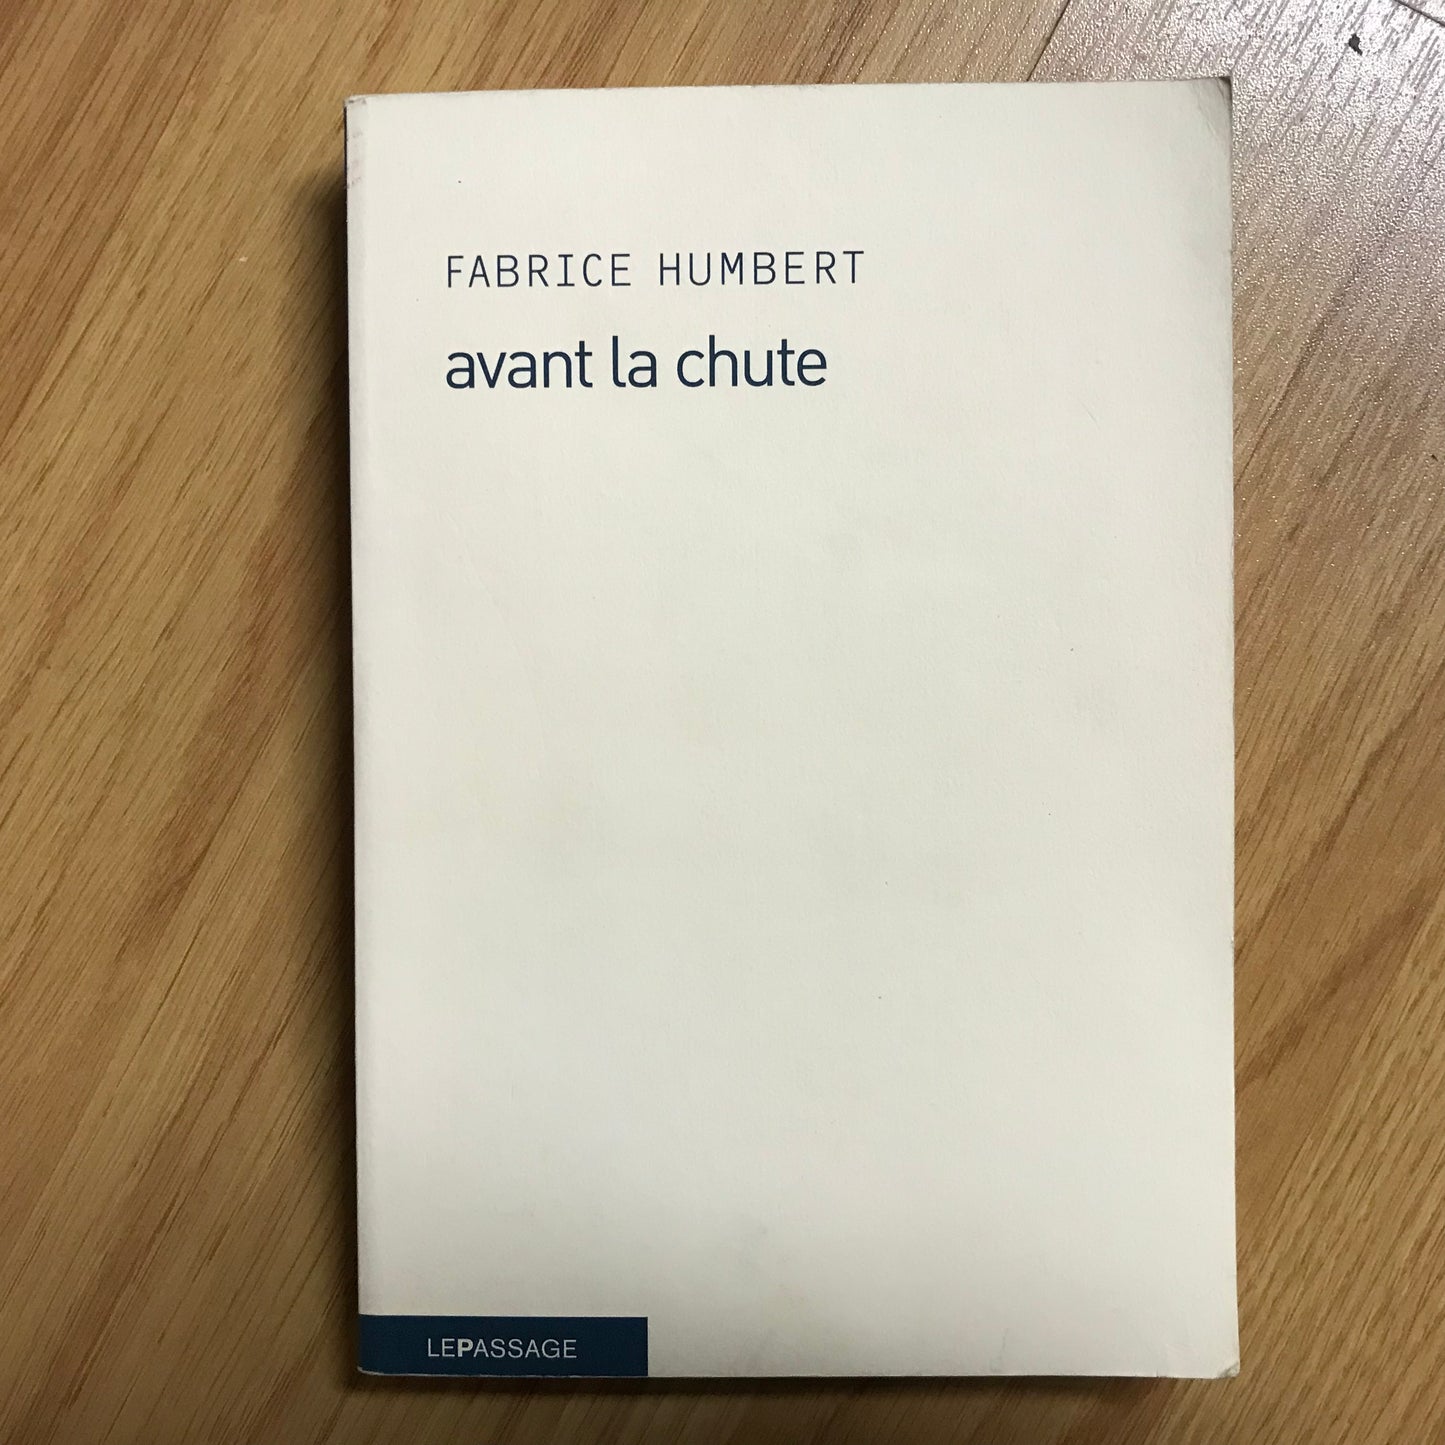 FABRICE HUMBERT
avant la chute
LEPASSAGE